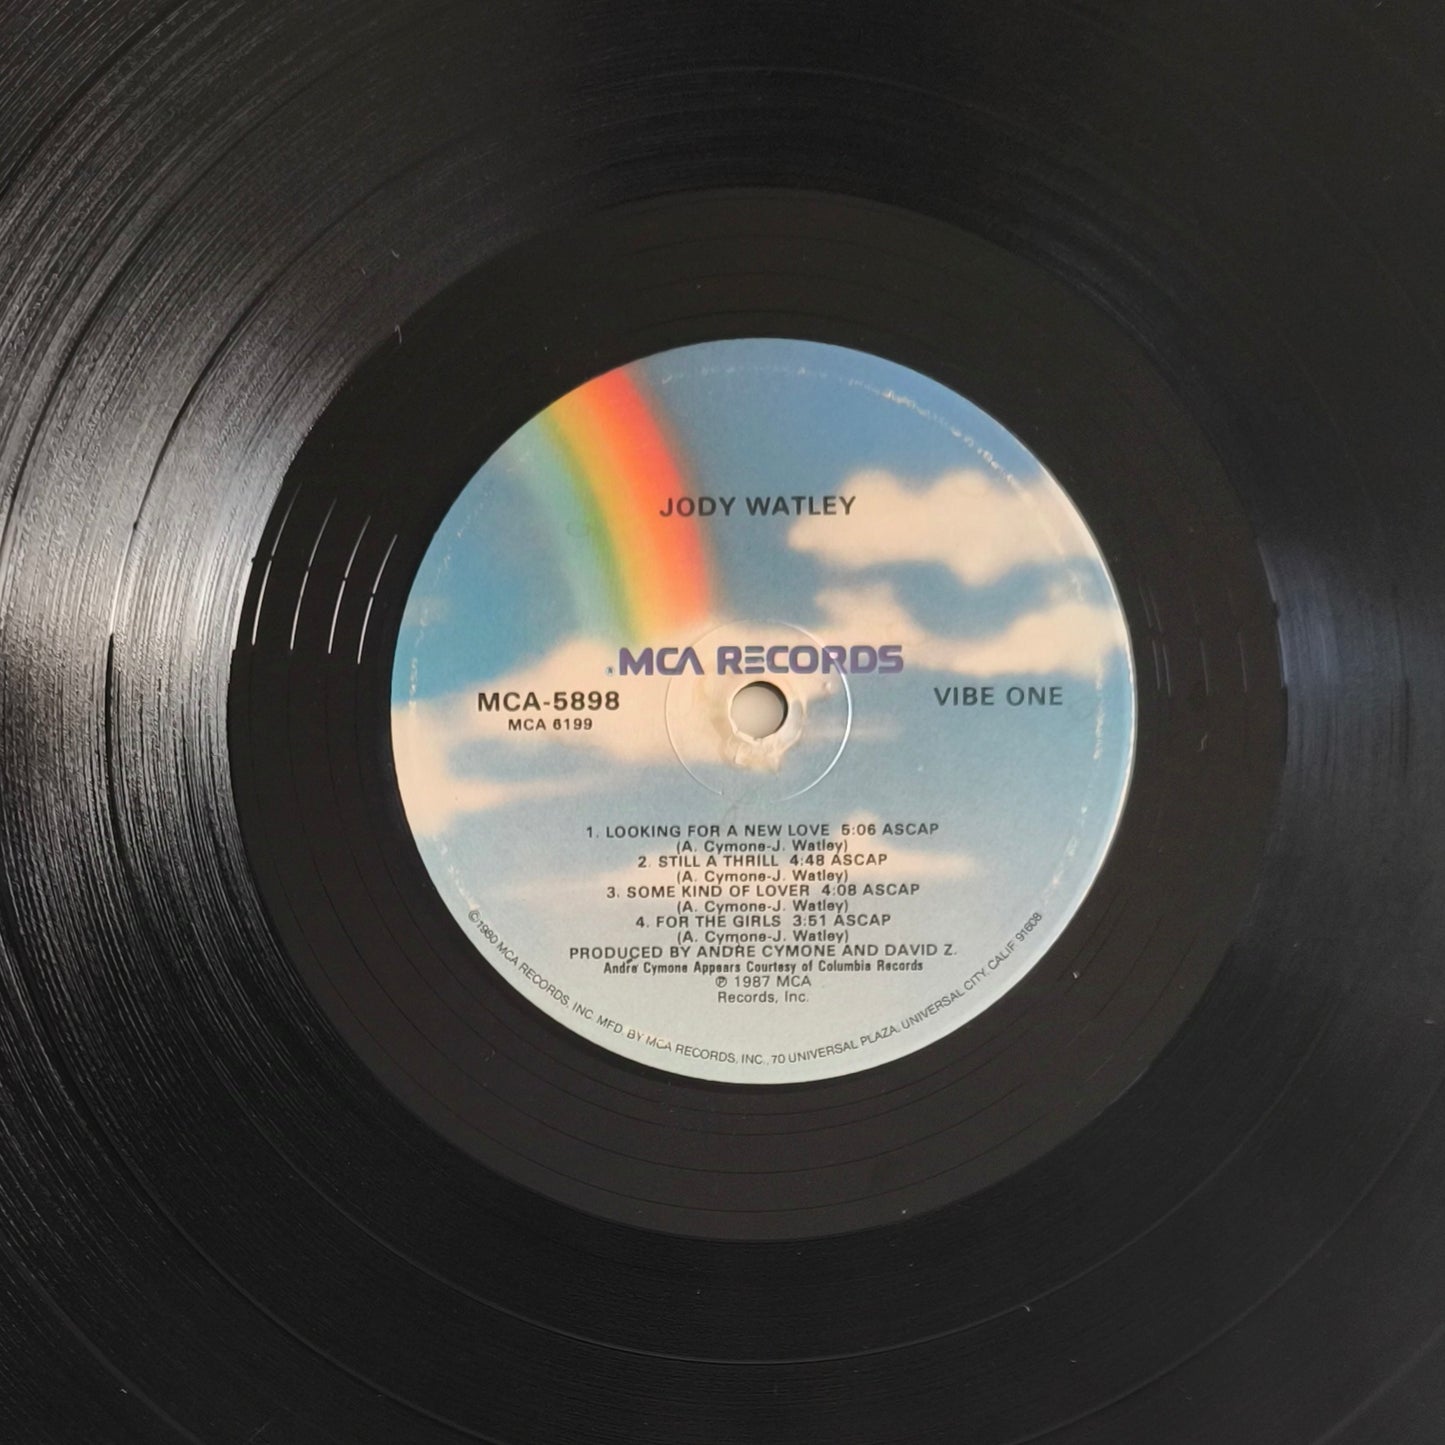 JODY WATLEY
MCA RECORDS
MCA-5898
MCA 6199
VIBE ONE
1. LOOKING FOR A NEW LOVE 5:06 ASCAP
(A. Cymone-J. Watley)
2. STILL A THRILL 4:48 ASCAP
(A. Cymone-J. Watley)
3. SOME KIND OF LOVER 4:08 ASCAP
(A. Cymone-J. Watley)
4. FOR THE GIRLS 3:51 ASCAP
(A. Cymone-J. Watley)
PRODUCED BY ANDRE CYMONE AND DAVID Z.
André Cymone Appears Courtesy of Columbia Records
℗ 1987 MCA
Records, Inc.
©1980 MCA RECORDS, INC. MFD. BY MCA RECORDS, INC., 70 UNIVERSAL PLAZA, UNIVERSAL CITY, CALIF. 91608